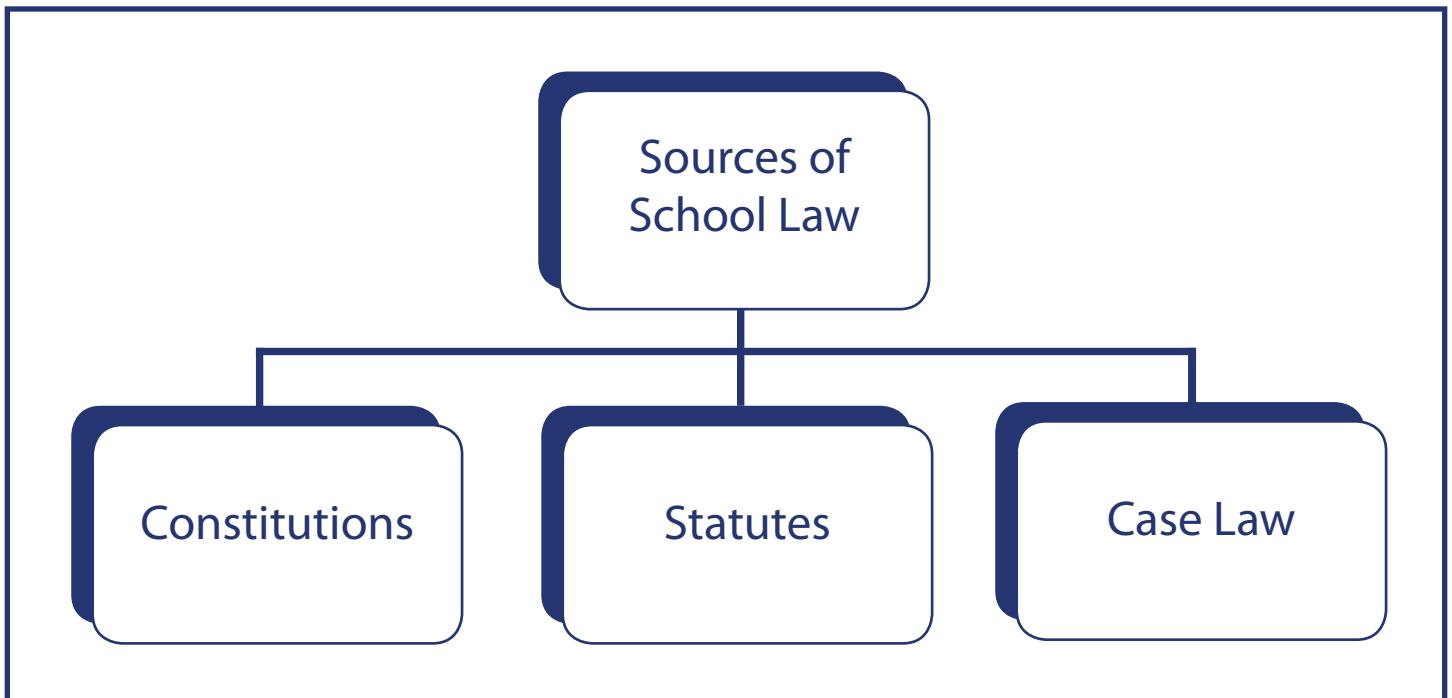 Sources of
School Law
Constitutions
Statutes
Case Law